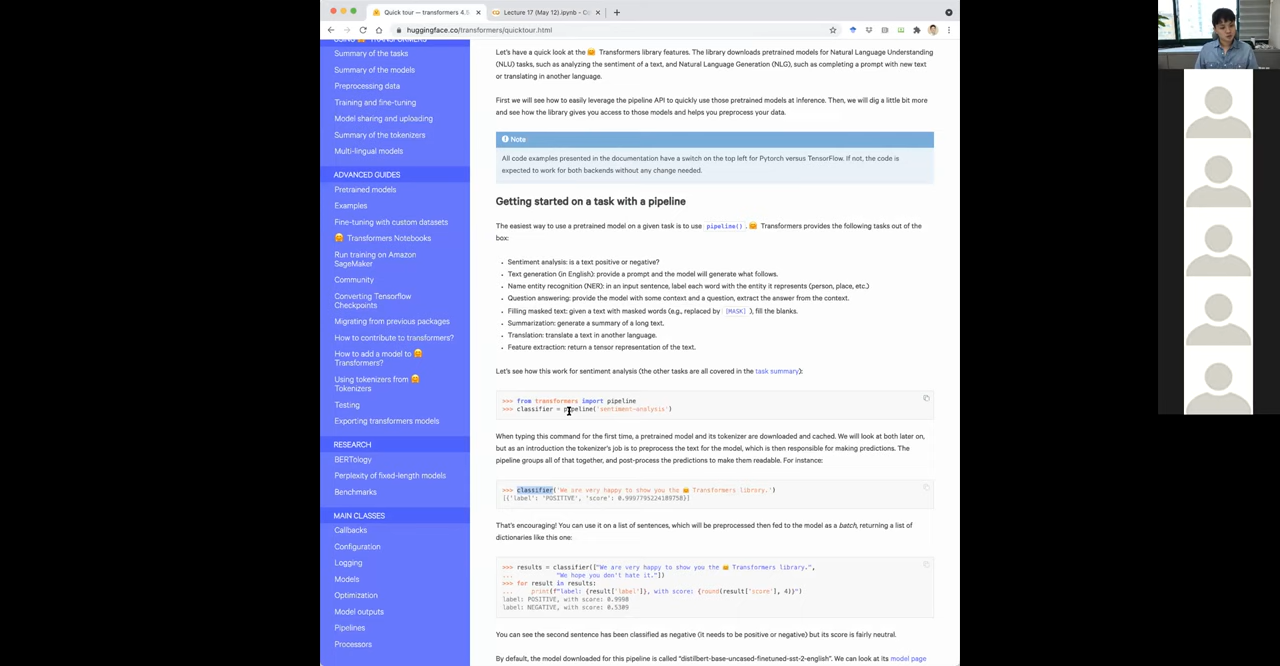 Quick tour — transformers 4.5
Lecture 17 (May 12).ipynb - C
huggingface.co/transformers/quicktour.html
Summary of the tasks
Summary of the models
Preprocessing data
Training and fine-tuning
Model sharing and uploading
Summary of the tokenizers
Multi-lingual models
ADVANCED GUIDES
Pretrained models
Examples
Fine-tuning with custom datasets
🤗 Transformers Notebooks
Run training on Amazon
SageMaker
Community
Converting Tensorflow
Checkpoints
Migrating from previous packages
How to contribute to transformers?
How to add a model to 🤗
Transformers?
Using tokenizers from 🤗
Tokenizers
Testing
Exporting transformers models
RESEARCH
BERTology
Perplexity of fixed-length models
Benchmarks
MAIN CLASSES
Callbacks
Configuration
Logging
Models
Optimization
Model outputs
Pipelines
Processors
Let's have a quick look at the 🤗 Transformers library features. The library downloads pretrained models for Natural Language Understanding
(NLU) tasks, such as analyzing the sentiment of a text, and Natural Language Generation (NLG), such as completing a prompt with new text
or translating in another language.
First we will see how to easily leverage the pipeline API to quickly use those pretrained models at inference. Then, we will dig a little bit more
and see how the library gives you access to those models and helps you preprocess your data.
Note
All code examples presented in the documentation have a switch on the top left for Pytorch versus TensorFlow. If not, the code is
expected to work for both backends without any change needed.
Getting started on a task with a pipeline
The easiest way to use a pretrained model on a given task is to use pipeline(). 🤗 Transformers provides the following tasks out of the
box:
• Sentiment analysis: is a text positive or negative?
• Text generation (in English): provide a prompt and the model will generate what follows.
• Name entity recognition (NER): in an input sentence, label each word with the entity it represents (person, place, etc.)
• Question answering: provide the model with some context and a question, extract the answer from the context.
• Filling masked text: given a text with masked words (e.g., replaced by [MASK] ), fill the blanks.
• Summarization: generate a summary of a long text.
• Translation: translate a text in another language.
• Feature extraction: return a tensor representation of the text.
Let's see how this work for sentiment analysis (the other tasks are all covered in the task summary):
>>> from transformers import pipeline
>>> classifier = pipeline('sentiment-analysis')
When typing this command for the first time, a pretrained model and its tokenizer are downloaded and cached. We will look at both later on,
but as an introduction the tokenizer's job is to preprocess the text for the model, which is then responsible for making predictions. The
pipeline groups all of that together, and post-process the predictions to make them readable. For instance:
>>> classifier('We are very happy to show you the 🤗 Transformers library.')
[{'label': 'POSITIVE', 'score': 0.9997795224189758}]
That's encouraging! You can use it on a list of sentences, which will be preprocessed then fed to the model as a batch, returning a list of
dictionaries like this one:
>>> results = classifier(["We are very happy to show you the 🤗 Transformers library.",
... "We hope you don't hate it."])
>>> for result in results:
... print(f"label: {result['label']}, with score: {round(result['score'], 4)}")
label: POSITIVE, with score: 0.9998
label: NEGATIVE, with score: 0.5309
You can see the second sentence has been classified as negative (it needs to be positive or negative) but its score is fairly neutral.
By default, the model downloaded for this pipeline is called "distilbert-base-uncased-finetuned-sst-2-english". We can look at its model page